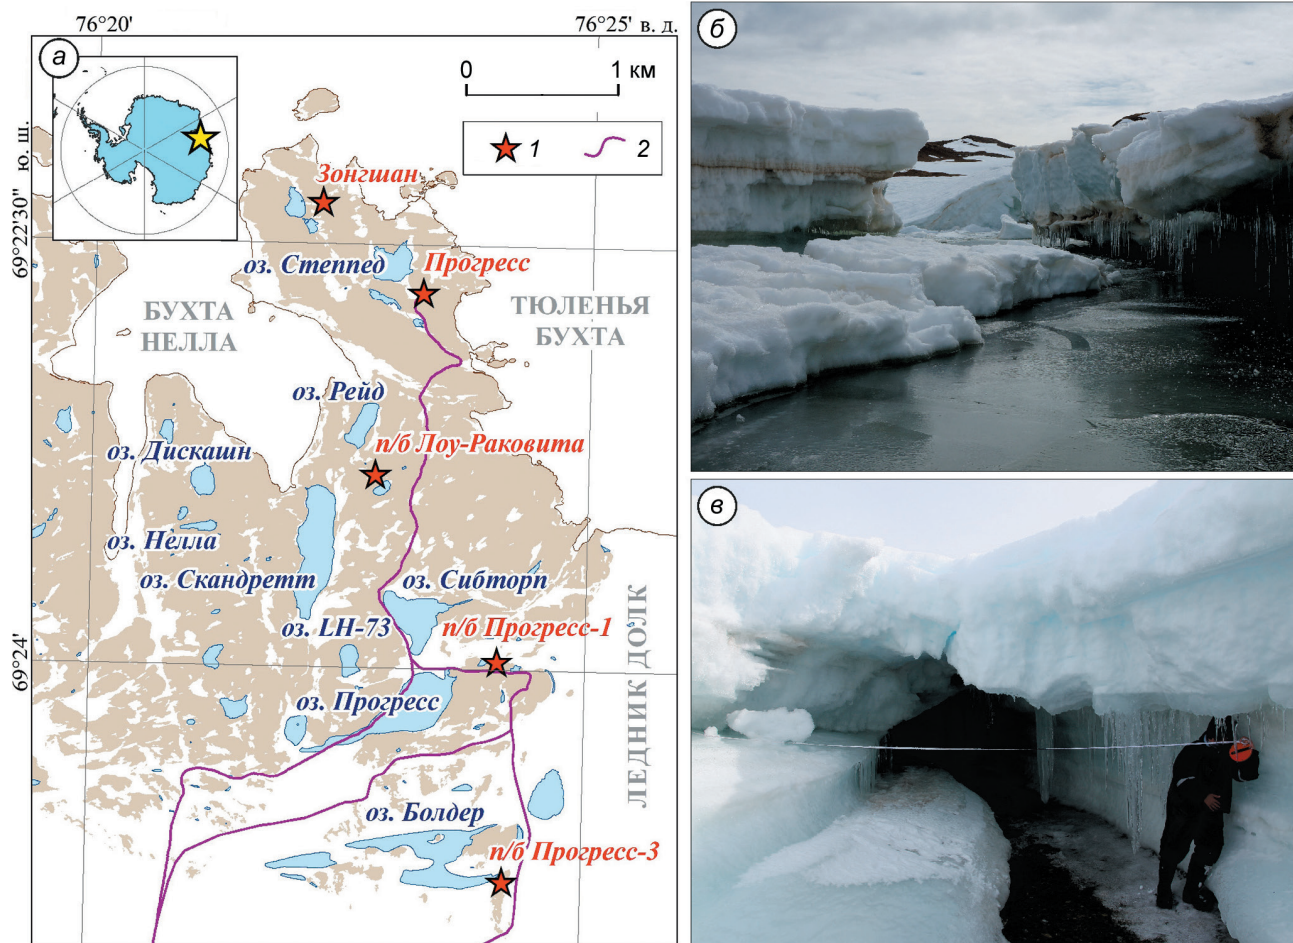 76°20'
76°25' в. д.
а
0
1 км
1
2
69°22'30" ю. ш.
Зонгшан
оз. Степпед
Прогресс
БУХТА
НЕЛЛА
ТЮЛЕНЬЯ
БУХТА
оз. Рейд
п/б Лоу-Раковита
оз. Дискашн
оз. Нелла
оз. Скандретт
оз. Сибторп
оз. LH-73
п/б Прогресс-1
69°24'
оз. Прогресс
ЛЕДНИК ДОЛК
оз. Болдер
п/б Прогресс-3
б
в